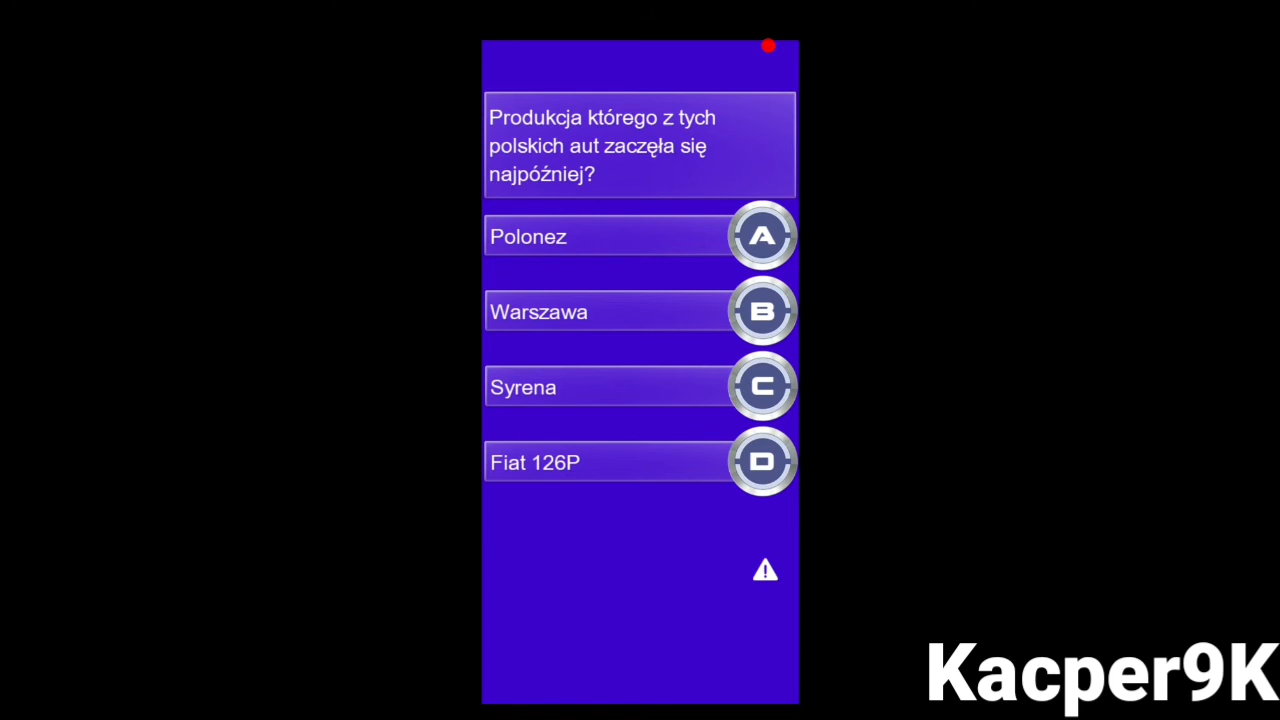 Produkcja którego z tych
polskich aut zaczęła się
najpóźniej?
Polonez A
Warszawa B
Syrena C
Fiat 126P D
Kacper9K